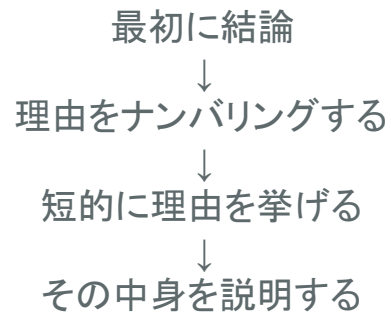 最初に結論
↓
理由をナンバリングする
↓
短的に理由を挙げる
↓
その中身を説明する